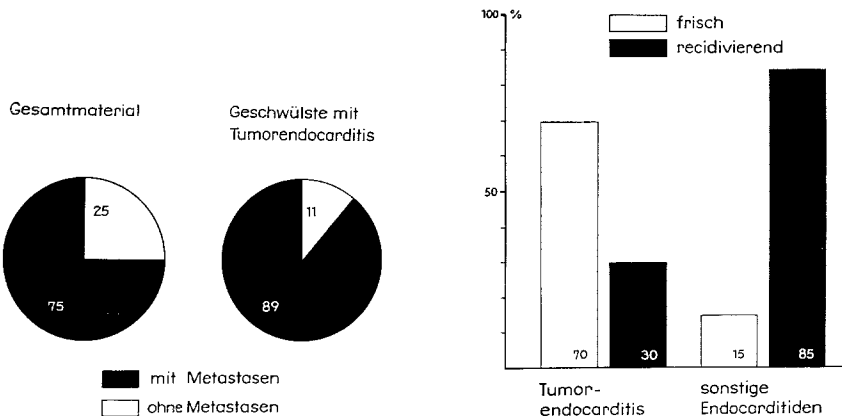 Gesamtmaterial
Geschwülste mit
Tumorendocarditis
25
75
11
89
mit Metastasen
ohne Metastasen
100 %
50
frisch
recidivierend
70
30
15
85
Tumor-
endocarditis
sonstige
Endocarditiden